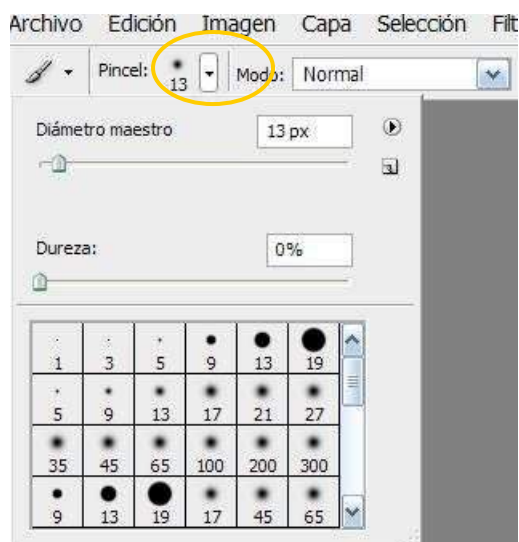 Archivo Edición Imagen Capa Selección Filt
Pincel: 13 Modo: Normal
Diámetro maestro 13 px
Dureza: 0%
1 3 5 9 13 19
5 9 13 17 21 27
35 45 65 100 200 300
9 13 19 17 45 65